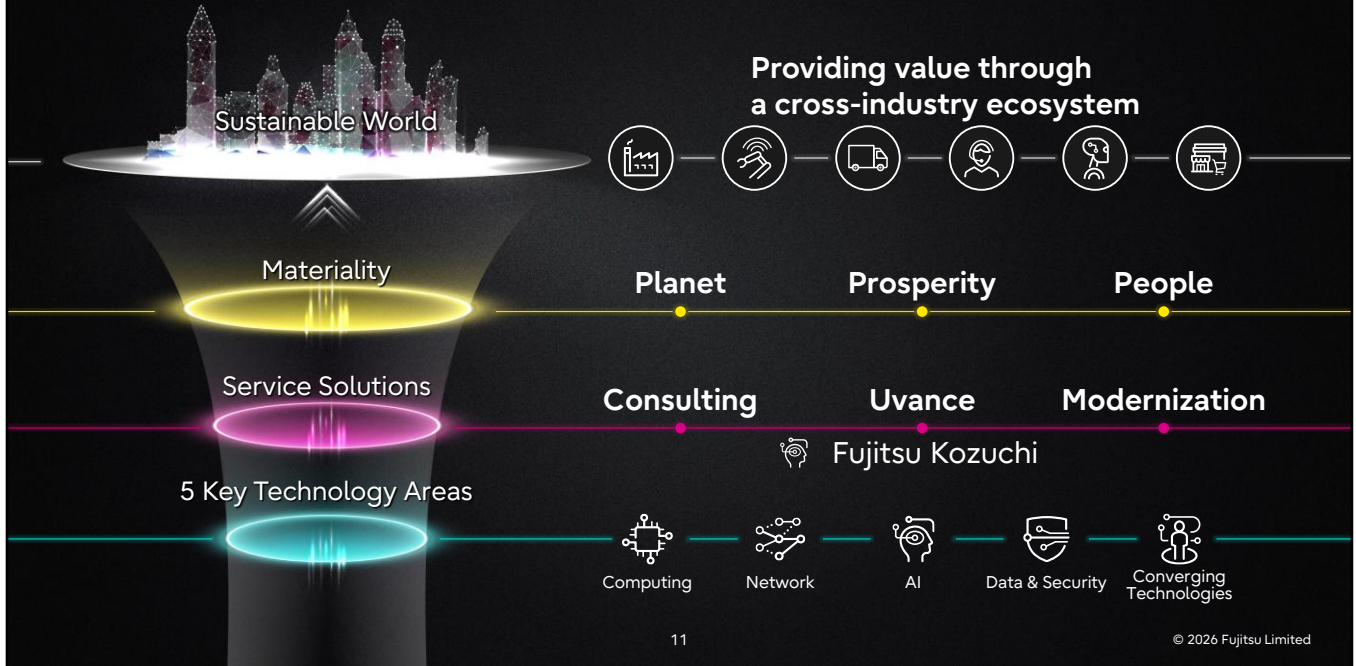 Providing value through
a cross-industry ecosystem
Sustainable World
Materiality
Planet
Prosperity
People
Service Solutions
Consulting
Uvance
Modernization
Fujitsu Kozuchi
5 Key Technology Areas
Computing
Network
AI
Data & Security
Converging
Technologies
11
© 2026 Fujitsu Limited